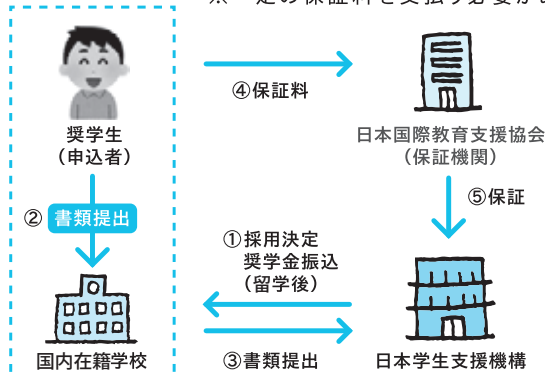 ④保証料
奨学生
(申込者)
日本国際教育支援協会
(保証機関)
② 書類提出
⑤保証
①採用決定
奨学金振込
(留学後)
国内在籍学校
③書類提出
日本学生支援機構